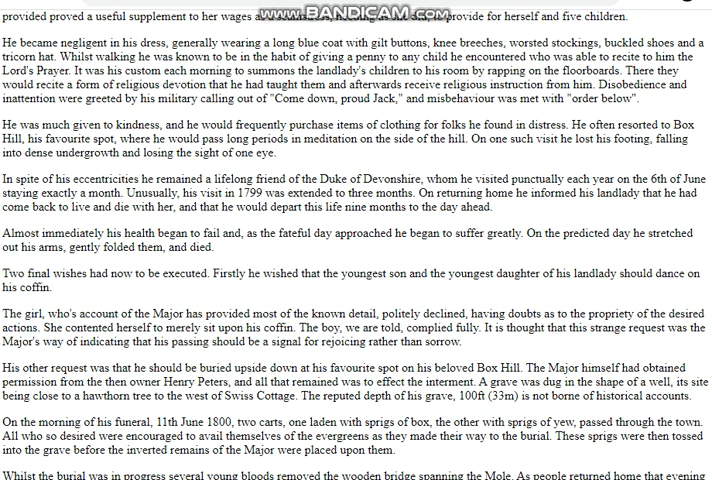 provided proved a useful supplement to her wages as provide for herself and five children.
WWW.BANDICAM.COM
He became negligent in his dress, generally wearing a long blue coat with gilt buttons, knee breeches, worsted stockings, buckled shoes and a
tricorn hat. Whilst walking he was known to be in the habit of giving a penny to any child he encountered who was able to recite to him the
Lord's Prayer. It was his custom each morning to summons the landlady's children to his room by rapping on the floorboards. There they
would recite a form of religious devotion that he had taught them and afterwards receive religious instruction from him. Disobedience and
inattention were greeted by his military calling out of "Come down, proud Jack," and misbehaviour was met with "order below".
He was much given to kindness, and he would frequently purchase items of clothing for folks he found in distress. He often resorted to Box
Hill, his favourite spot, where he would pass long periods in meditation on the side of the hill. On one such visit he lost his footing, falling
into dense undergrowth and losing the sight of one eye.
In spite of his eccentricities he remained a lifelong friend of the Duke of Devonshire, whom he visited punctually each year on the 6th of June
staying exactly a month. Unusually, his visit in 1799 was extended to three months. On returning home he informed his landlady that he had
come back to live and die with her, and that he would depart this life nine months to the day ahead.
Almost immediately his health began to fail and, as the fateful day approached he began to suffer greatly. On the predicted day he stretched
out his arms, gently folded them, and died.
Two final wishes had now to be executed. Firstly he wished that the youngest son and the youngest daughter of his landlady should dance on
his coffin.
The girl, who's account of the Major has provided most of the known detail, politely declined, having doubts as to the propriety of the desired
actions. She contented herself to merely sit upon his coffin. The boy, we are told, complied fully. It is thought that this strange request was the
Major's way of indicating that his passing should be a signal for rejoicing rather than sorrow.
His other request was that he should be buried upside down at his favourite spot on his beloved Box Hill. The Major himself had obtained
permission from the then owner Henry Peters, and all that remained was to effect the interment. A grave was dug in the shape of a well, its site
being close to a hawthorn tree to the west of Swiss Cottage. The reputed depth of his grave, 100ft (33m) is not borne of historical accounts.
On the morning of his funeral, 11th June 1800, two carts, one laden with sprigs of box, the other with sprigs of yew, passed through the town.
All who so desired were encouraged to avail themselves of the evergreens as they made their way to the burial. These sprigs were then tossed
into the grave before the inverted remains of the Major were placed upon them.
Whilst the burial was in progress several young bloods removed the wooden bridge spanning the Mole. As people returned home that evening